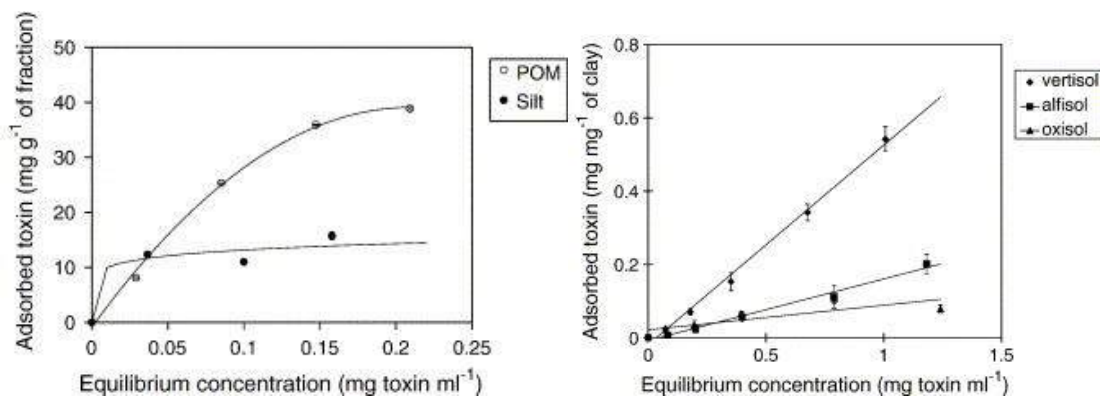 Adsorbed toxin (mg g⁻¹ of fraction)
50
40
30
20
10
0
0 0.05 0.1 0.15 0.2 0.25
Equilibrium concentration (mg toxin ml⁻¹)
POM
Silt
Adsorbed toxin (mg mg⁻¹ of clay)
0.8
0.6
0.4
0.2
0
0 0.5 1 1.5
Equilibrium concentration (mg toxin ml⁻¹)
vertisol
alfisol
oxisol